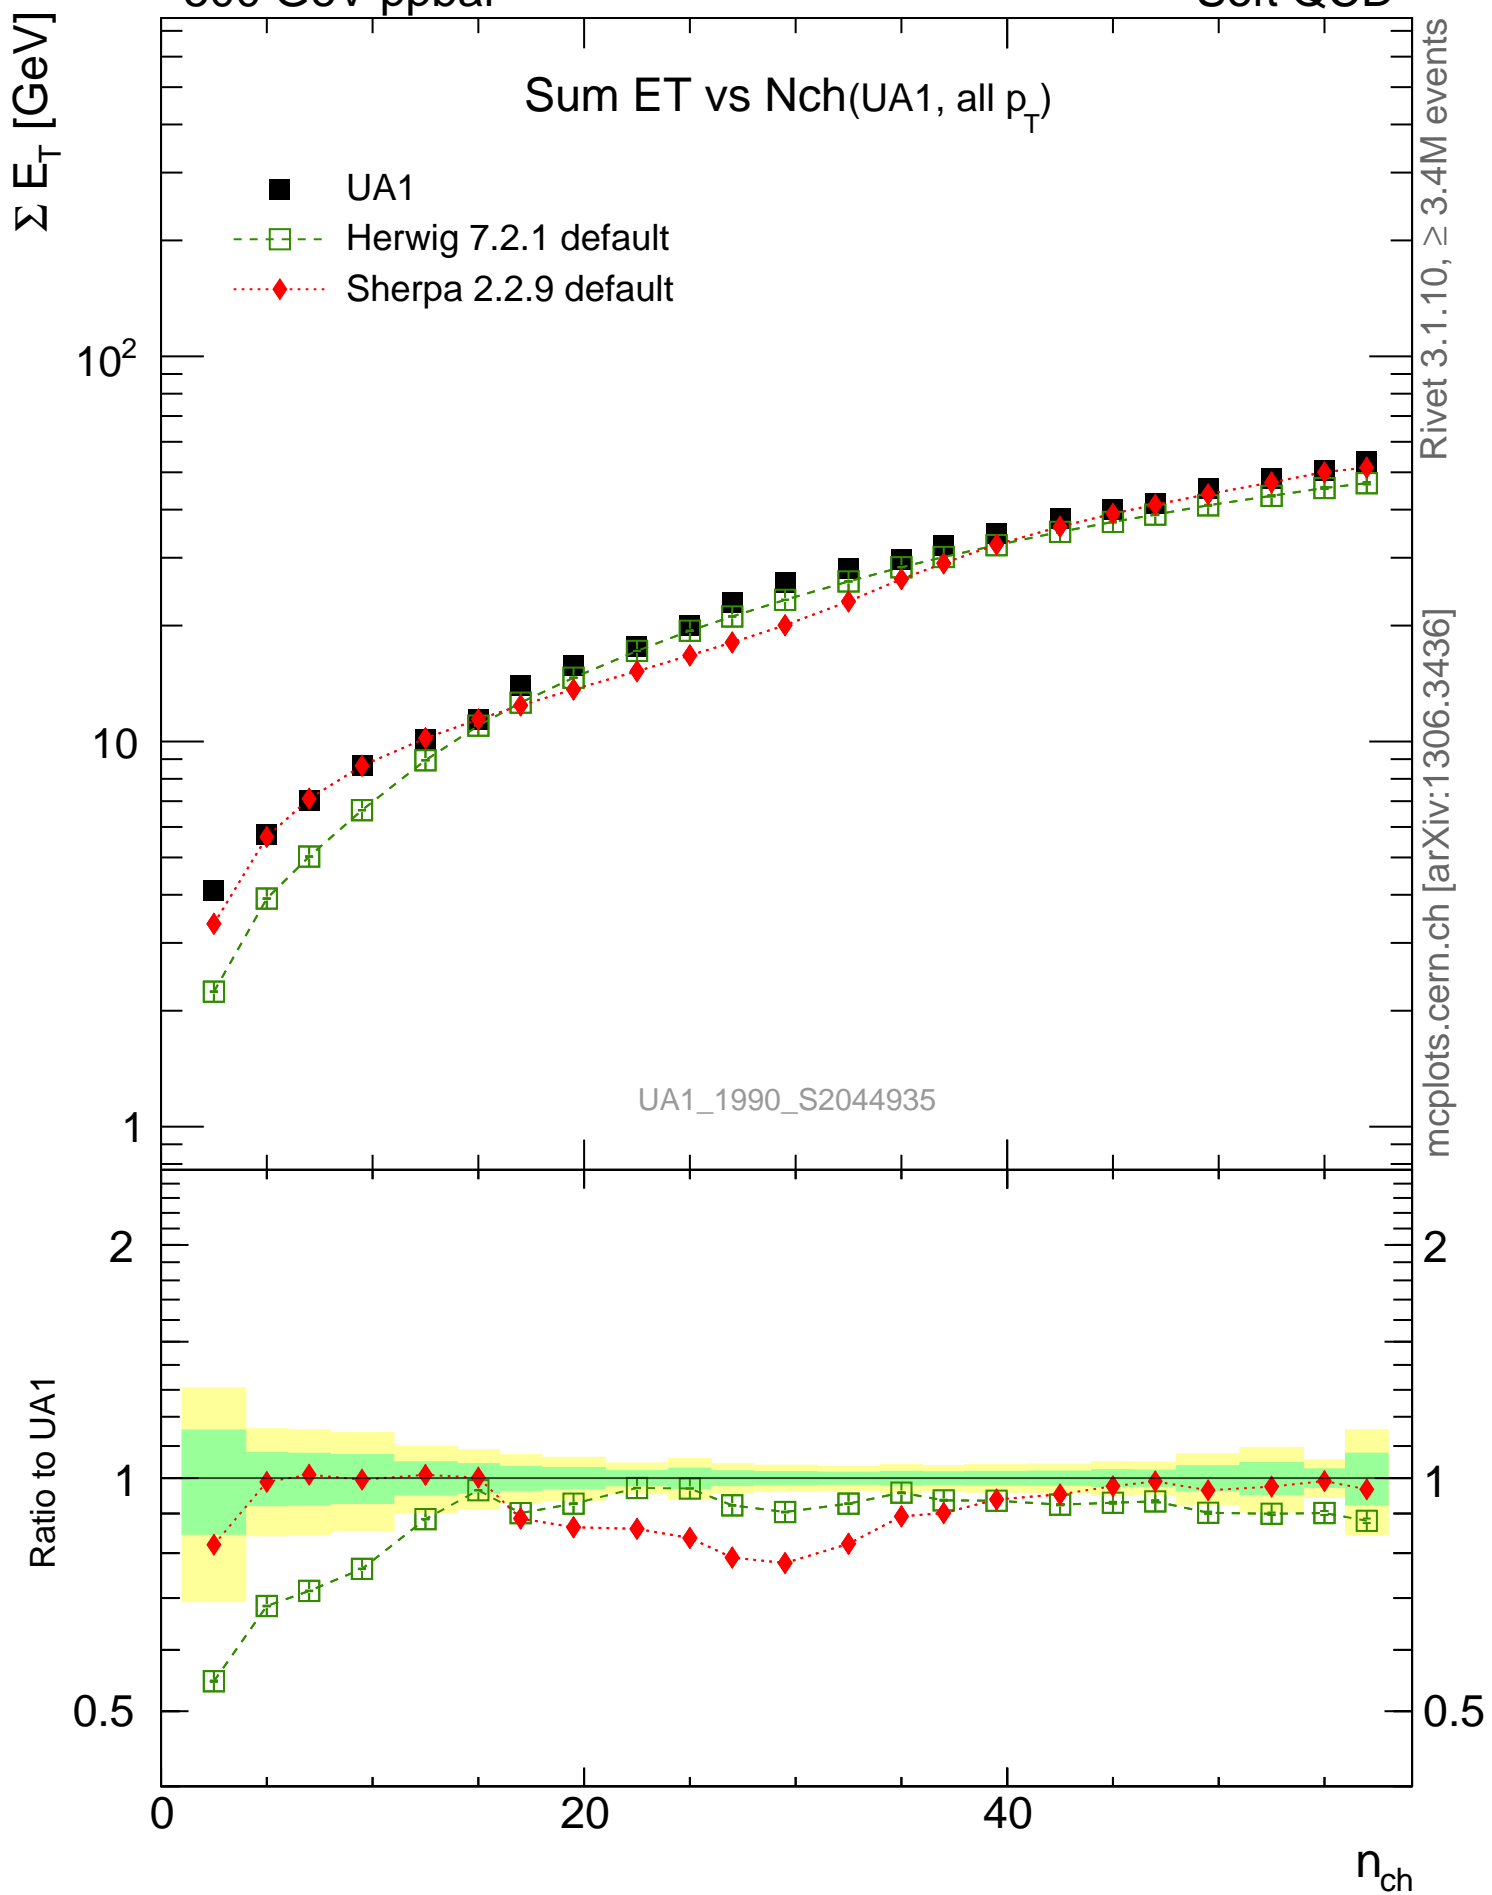 Σ E_T [GeV]
Sum ET vs Nch(UA1, all p_T)
UA1
Herwig 7.2.1 default
Sherpa 2.2.9 default
10²
10
1
UA1_1990_S2044935
Rivet 3.1.10, ≥ 3.4M events
mcplots.cern.ch [arXiv:1306.3436]
Ratio to UA1
2
1
0.5
2
1
0.5
0
20
40
n_ch